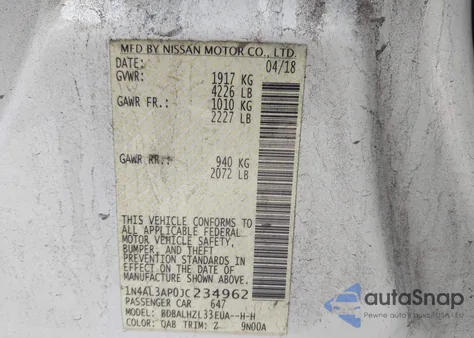 MFD BY NISSAN MOTOR CO., LTD.
DATE: 04/18
GVWR: 1917 KG
4226 LB
GAWR FR.: 1010 KG
2227 LB
GAWR RR.: 940 KG
2072 LB
THIS VEHICLE CONFORMS TO
ALL APPLICABLE FEDERAL
MOTOR VEHICLE SAFETY,
BUMPER, AND THEFT
PREVENTION STANDARDS IN
EFFECT ON THE DATE OF
MANUFACTURE SHOWN ABOVE.
1N4AL3AP0JC234962
PASSENGER CAR 647
MODEL: BDBALHZL33EUA--H-H
COLOR: QAB TRIM: Z 9N00A
autoSnap
Pewne auto z USA